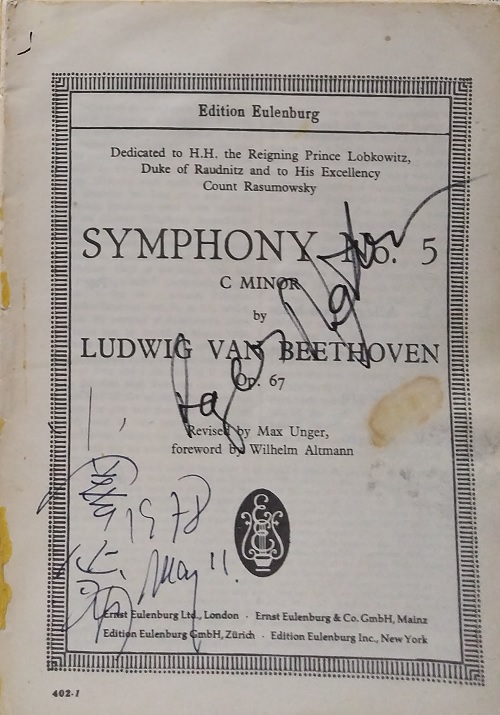 Edition Eulenburg
Dedicated to H.H. the Reigning Prince Lobkowitz,
Duke of Raudnitz and to His Excellency
Count Rasumowsky
SYMPHONY No. 5
C MINOR
by
LUDWIG VAN BEETHOVEN
Op. 67
Revised by Max Unger,
foreword by Wilhelm Altmann
1978
May 11.
Ernst Eulenburg Ltd., London · Ernst Eulenburg & Co. GmbH, Mainz
Edition Eulenburg GmbH, Zürich · Edition Eulenburg Inc., New York
402·1